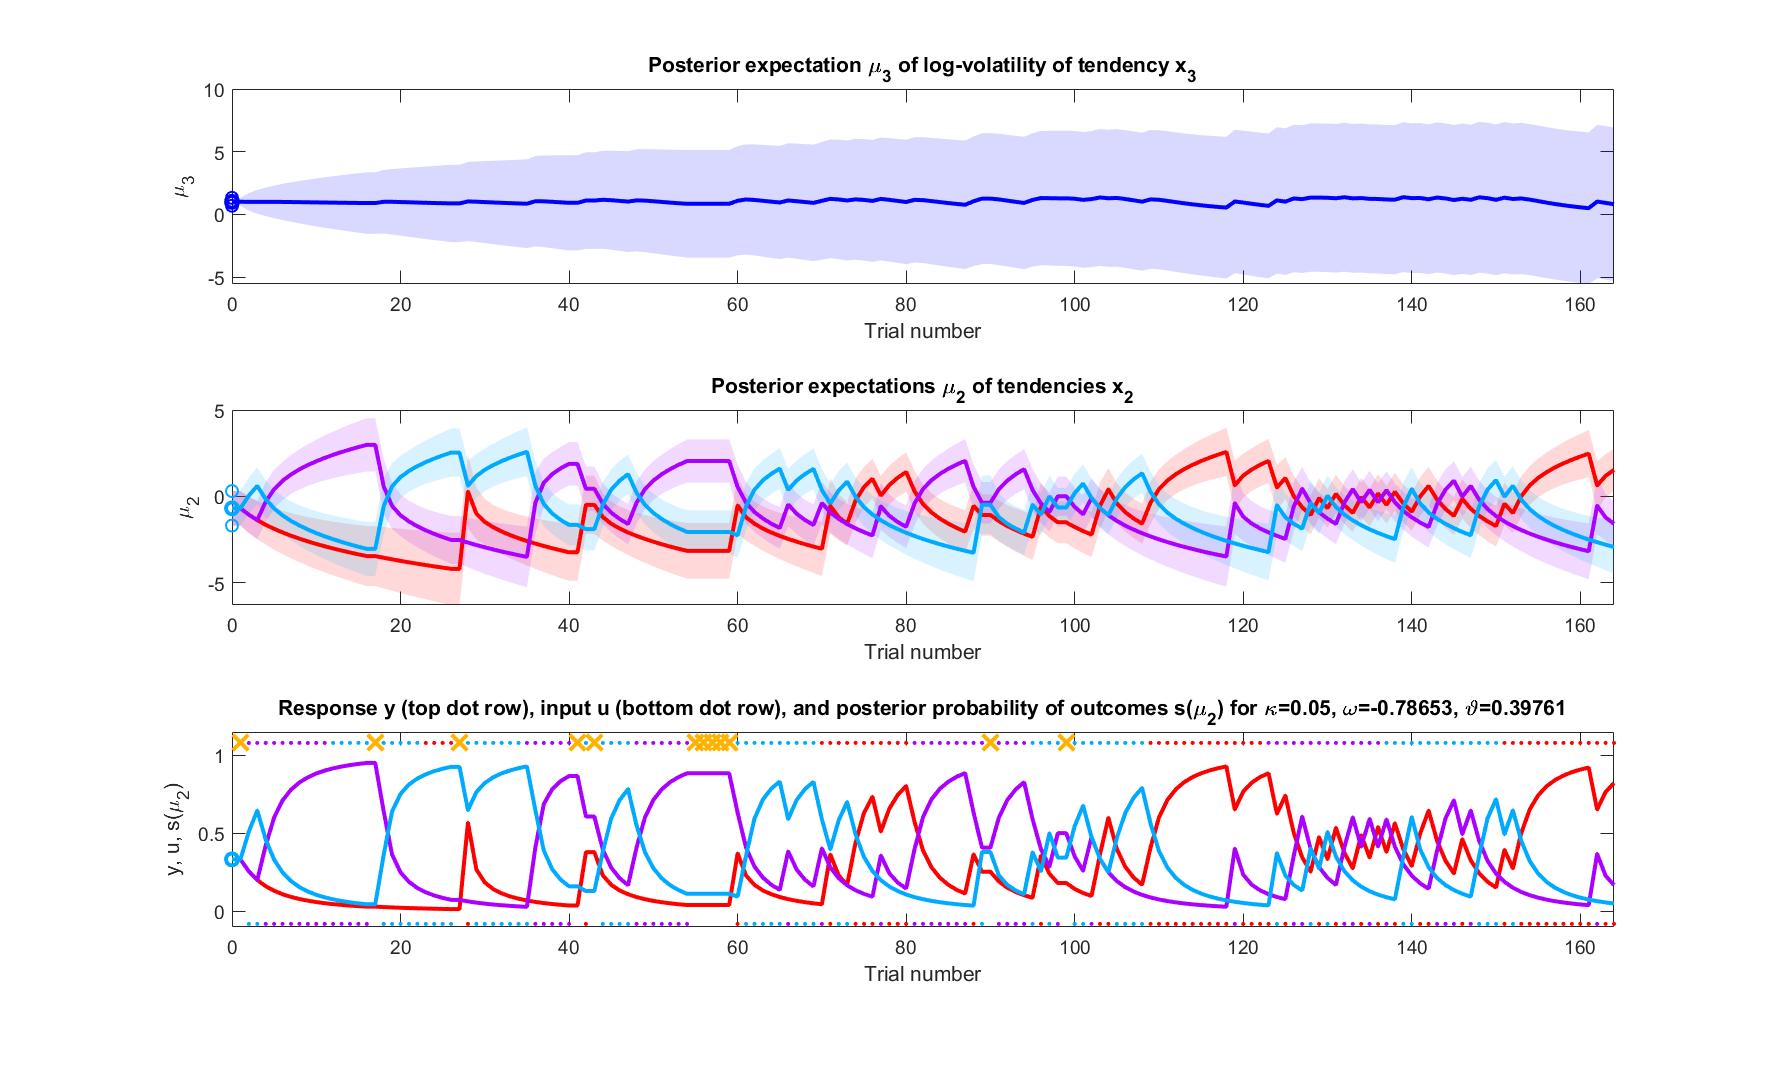 Posterior expectation μ3 of log-volatility of tendency x3
10
5
0
-5
μ3
0 20 40 60 80 100 120 140 160
Trial number
Posterior expectations μ2 of tendencies x2
5
0
-5
μ2
0 20 40 60 80 100 120 140 160
Trial number
Response y (top dot row), input u (bottom dot row), and posterior probability of outcomes s(μ2) for κ=0.05, ω=-0.78653, ϑ=0.39761
1
0.5
0
y, u, s(μ2)
0 20 40 60 80 100 120 140 160
Trial number